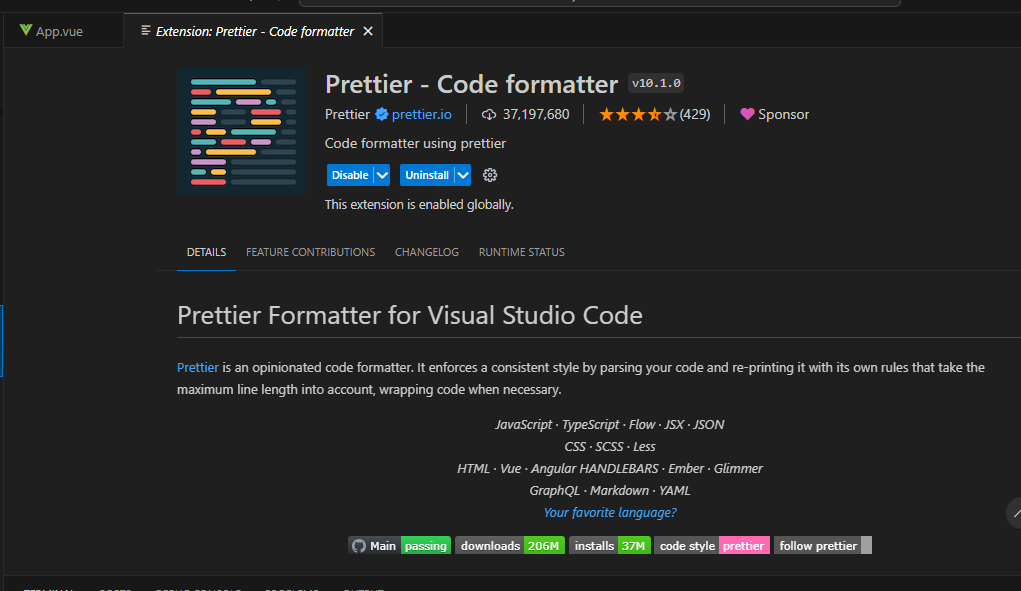 App.vue
Extension: Prettier - Code formatter
Prettier - Code formatter v10.1.0
Prettier prettier.io 37,197,680 (429) Sponsor
Code formatter using prettier
Disable Uninstall
This extension is enabled globally.
DETAILS FEATURE CONTRIBUTIONS CHANGELOG RUNTIME STATUS
Prettier Formatter for Visual Studio Code
Prettier is an opinionated code formatter. It enforces a consistent style by parsing your code and re-printing it with its own rules that take the
maximum line length into account, wrapping code when necessary.
JavaScript · TypeScript · Flow · JSX · JSON
CSS · SCSS · Less
HTML · Vue · Angular HANDLEBARS · Ember · Glimmer
GraphQL · Markdown · YAML
Your favorite language?
Main passing downloads 206M installs 37M code style prettier follow prettier